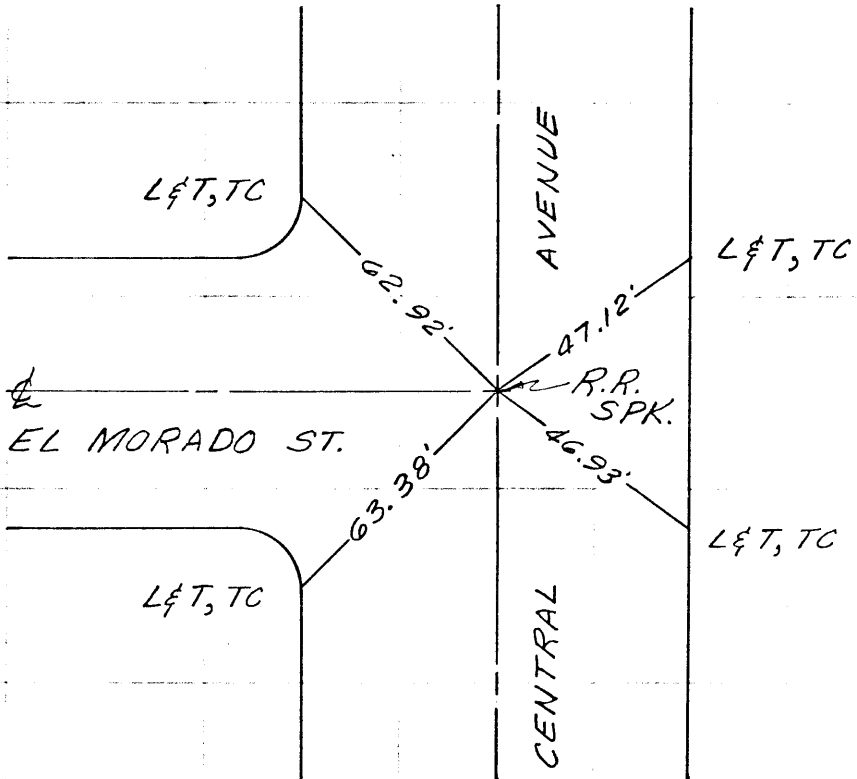 L&T, TC
AVENUE
L&T, TC
62.92'
47.12'
R.R.
SPK.
℄
EL MORADO ST.
46.93'
63.38'
L&T, TC
L&T, TC
CENTRAL